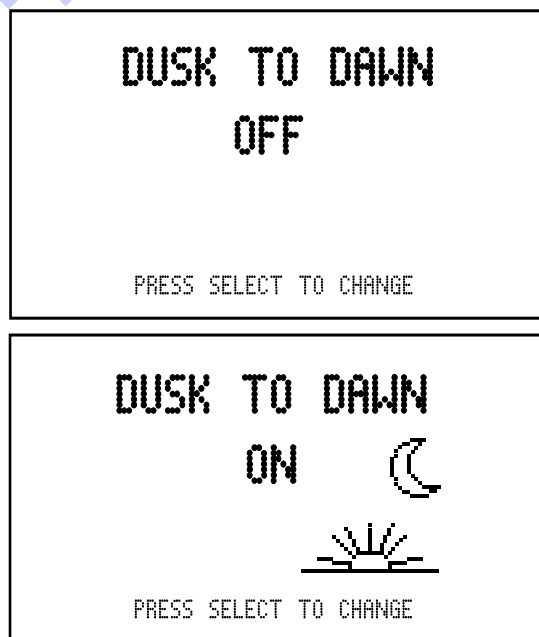 DUSK TO DAWN
OFF
PRESS SELECT TO CHANGE
DUSK TO DAWN
ON
PRESS SELECT TO CHANGE